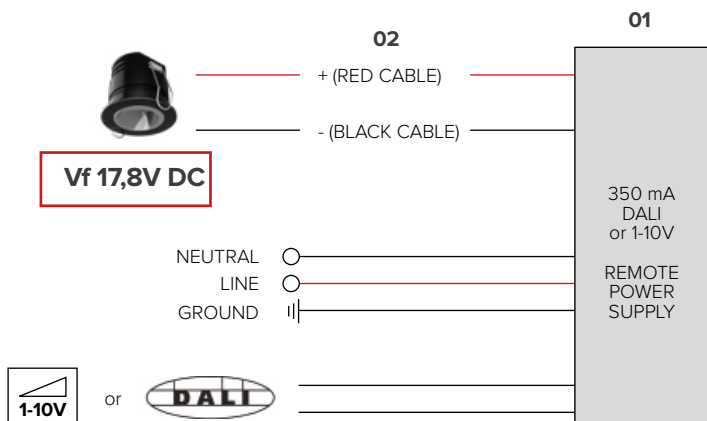 01
02
+ (RED CABLE)
- (BLACK CABLE)
Vf 17,8V DC
350 mA
DALI
or 1-10V
REMOTE
POWER
SUPPLY
NEUTRAL
LINE
GROUND
1-10V
or
DALI